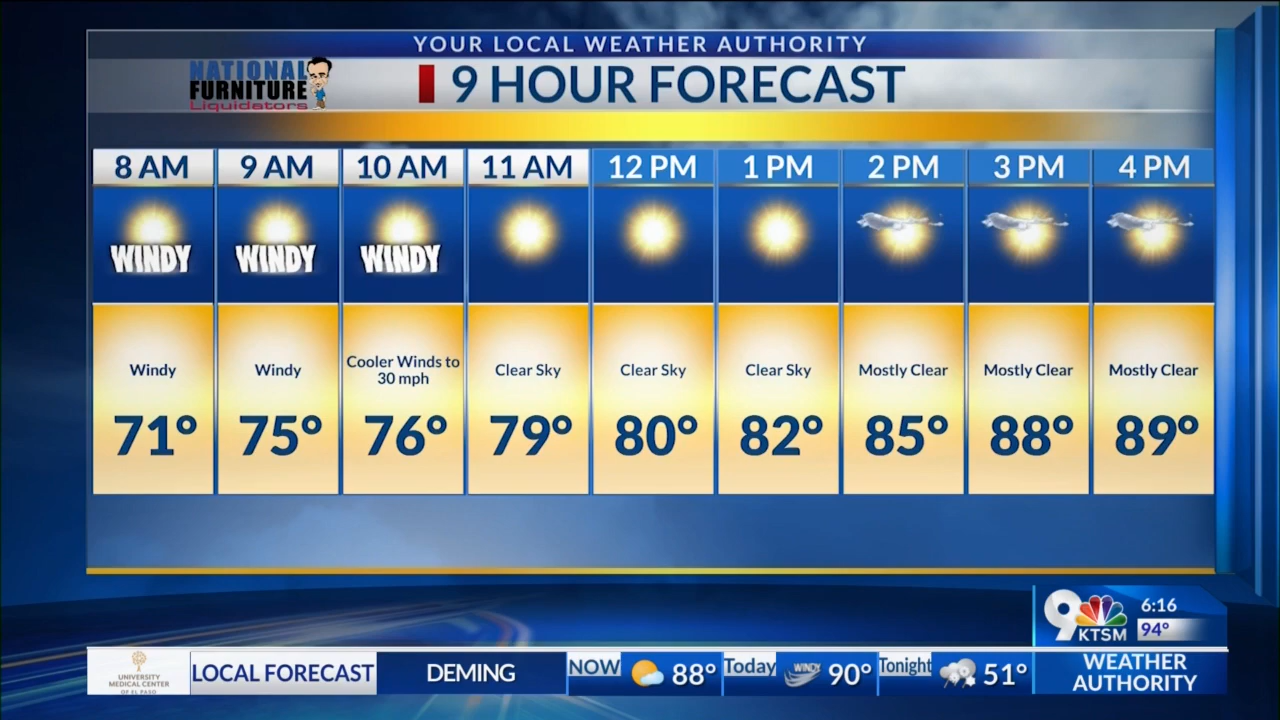 YOUR LOCAL WEATHER AUTHORITY
NATIONAL
FURNITURE
Liquidators
9 HOUR FORECAST
8 AM 9 AM 10 AM 11 AM 12 PM 1 PM 2 PM 3 PM 4 PM
WINDY WINDY WINDY
Windy Windy Cooler Winds to Clear Sky Clear Sky Clear Sky Mostly Clear Mostly Clear Mostly Clear
30 mph
71° 75° 76° 79° 80° 82° 85° 88° 89°
9 KTSM
6:16
94°
UNIVERSITY
MEDICAL CENTER
OF EL PASO
LOCAL FORECAST
DEMING
NOW 88°
Today WINDY 90°
Tonight 51°
WEATHER
AUTHORITY